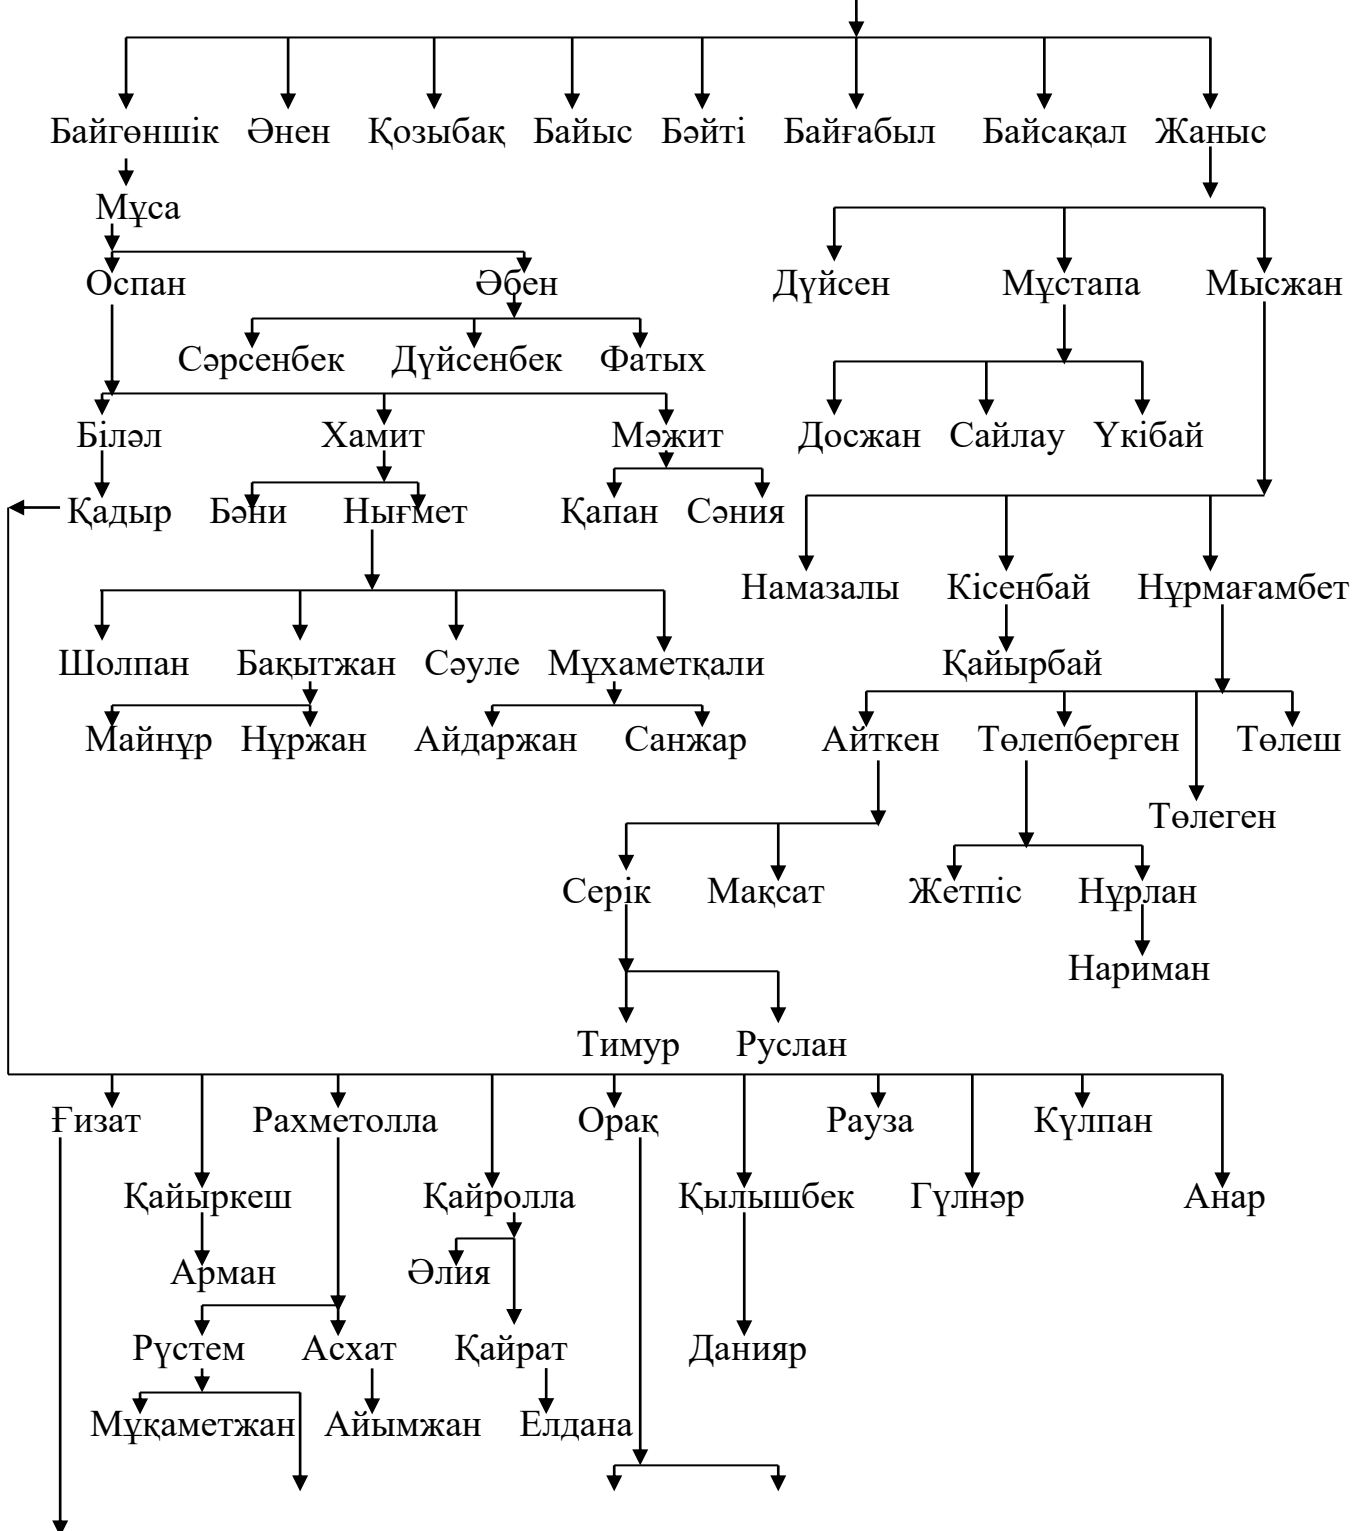 Байгөншік Әнен Қозыбақ Байыс Бәйті Байғабыл Байсақал Жаныс
Мұса
Оспан Әбен Дүйсен Мұстапа Мысжан
Сәрсенбек Дүйсенбек Фатых
Біләл Хамит Мәжит Досжан Сайлау Үкібай
Қадыр Бәни Нығмет Қапан Сәния
Намазалы Кісенбай Нұрмағамбет
Шолпан Бақытжан Сәуле Мұхаметқали Қайырбай
Майнұр Нұржан Айдаржан Санжар Айткен Төлепберген Төлеш
Төлеген
Серік Мақсат Жетпіс Нұрлан
Нариман
Тимур Руслан
Ғизат Рахметолла Орақ Рауза Күлпан
Қайыркеш Қайролла Қылышбек Гүлнәр Анар
Арман Әлия
Рүстем Асхат Қайрат Данияр
Мұқаметжан Айымжан Елдана